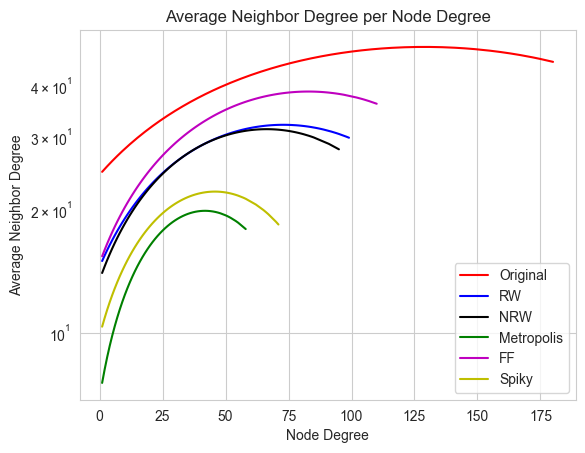 Average Neighbor Degree per Node Degree
Average Neighbor Degree
4 × 10¹
3 × 10¹
2 × 10¹
10¹
Original
RW
NRW
Metropolis
FF
Spiky
0 25 50 75 100 125 150 175
Node Degree